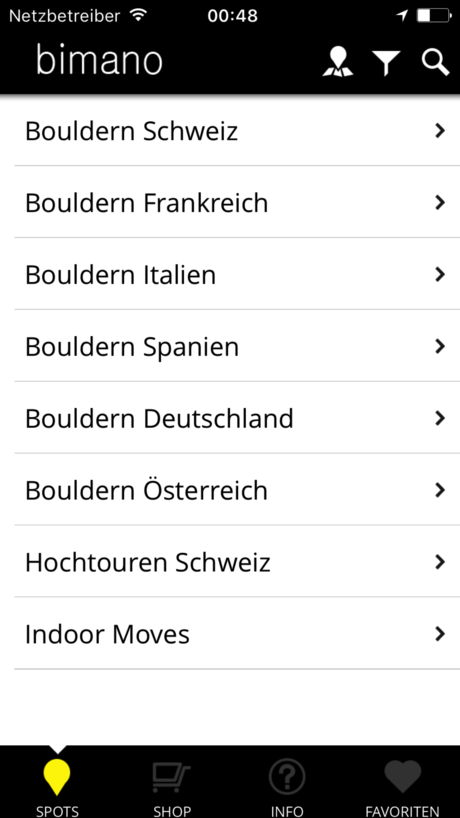 Netzbetreiber 00:48
bimano
Bouldern Schweiz
Bouldern Frankreich
Bouldern Italien
Bouldern Spanien
Bouldern Deutschland
Bouldern Österreich
Hochtouren Schweiz
Indoor Moves
SPOTS SHOP INFO FAVORITEN